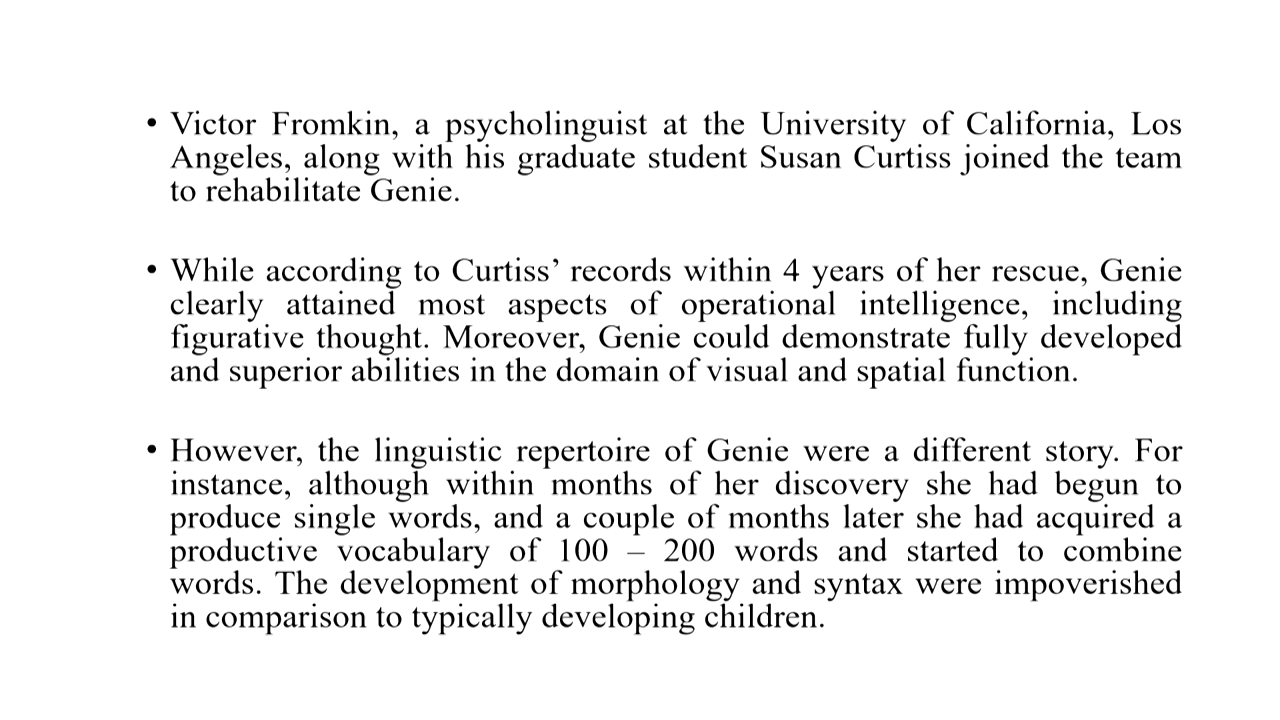 • Victor Fromkin, a psycholinguist at the University of California, Los
Angeles, along with his graduate student Susan Curtiss joined the team
to rehabilitate Genie.
• While according to Curtiss’ records within 4 years of her rescue, Genie
clearly attained most aspects of operational intelligence, including
figurative thought. Moreover, Genie could demonstrate fully developed
and superior abilities in the domain of visual and spatial function.
• However, the linguistic repertoire of Genie were a different story. For
instance, although within months of her discovery she had begun to
produce single words, and a couple of months later she had acquired a
productive vocabulary of 100 – 200 words and started to combine
words. The development of morphology and syntax were impoverished
in comparison to typically developing children.